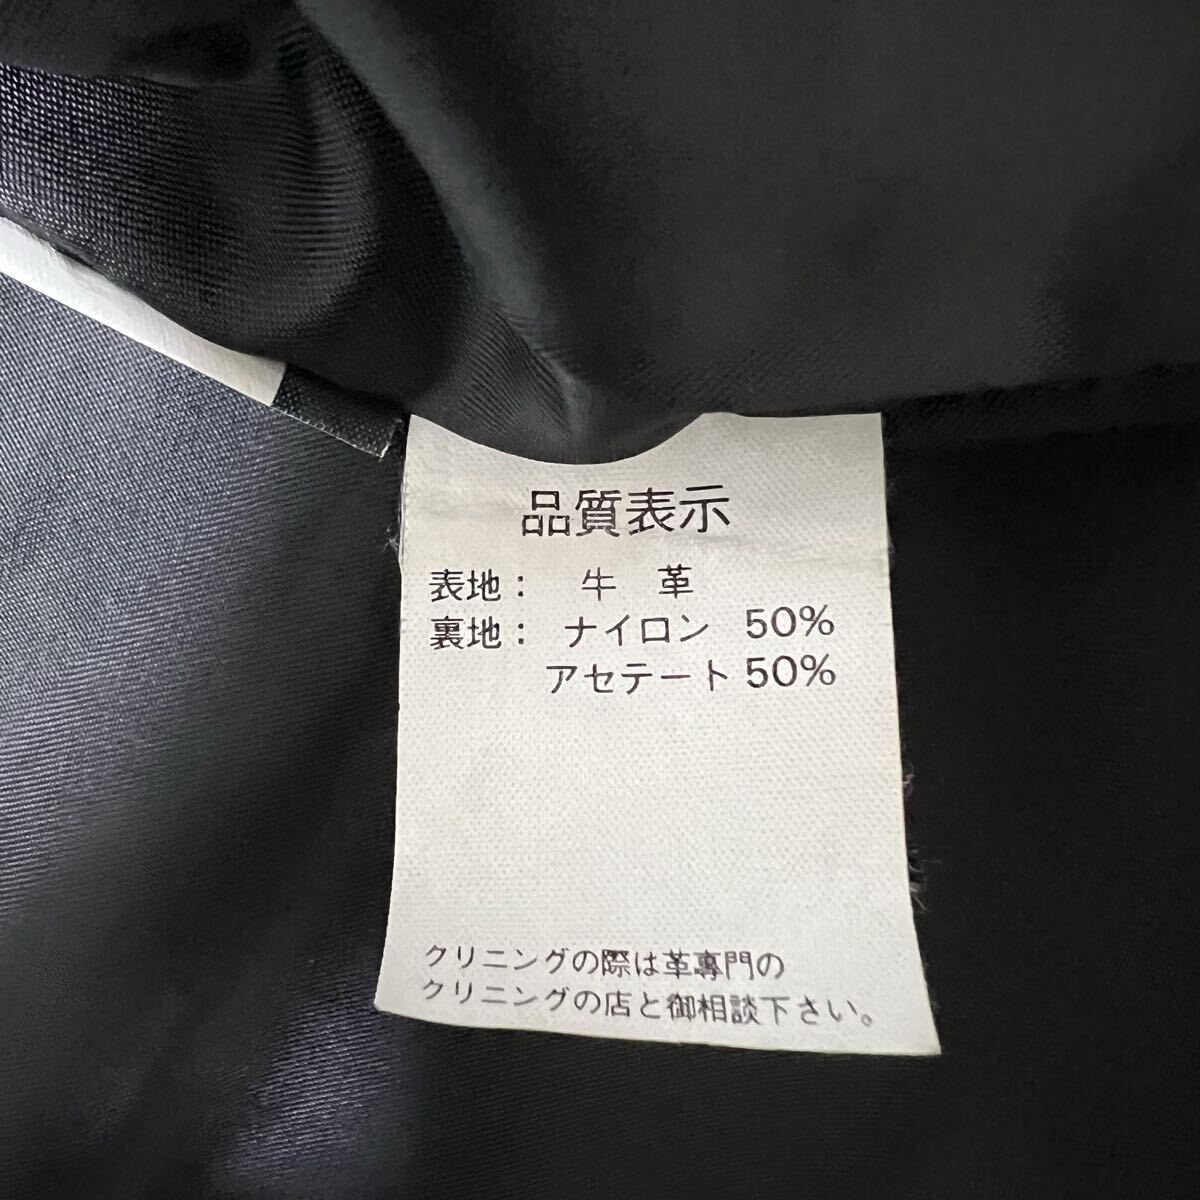 品質表示
表地： 牛 革
裏地： ナイロン 50%
アセテート 50%
クリニングの際は革專門の
クリニングの店と御相談下さい。